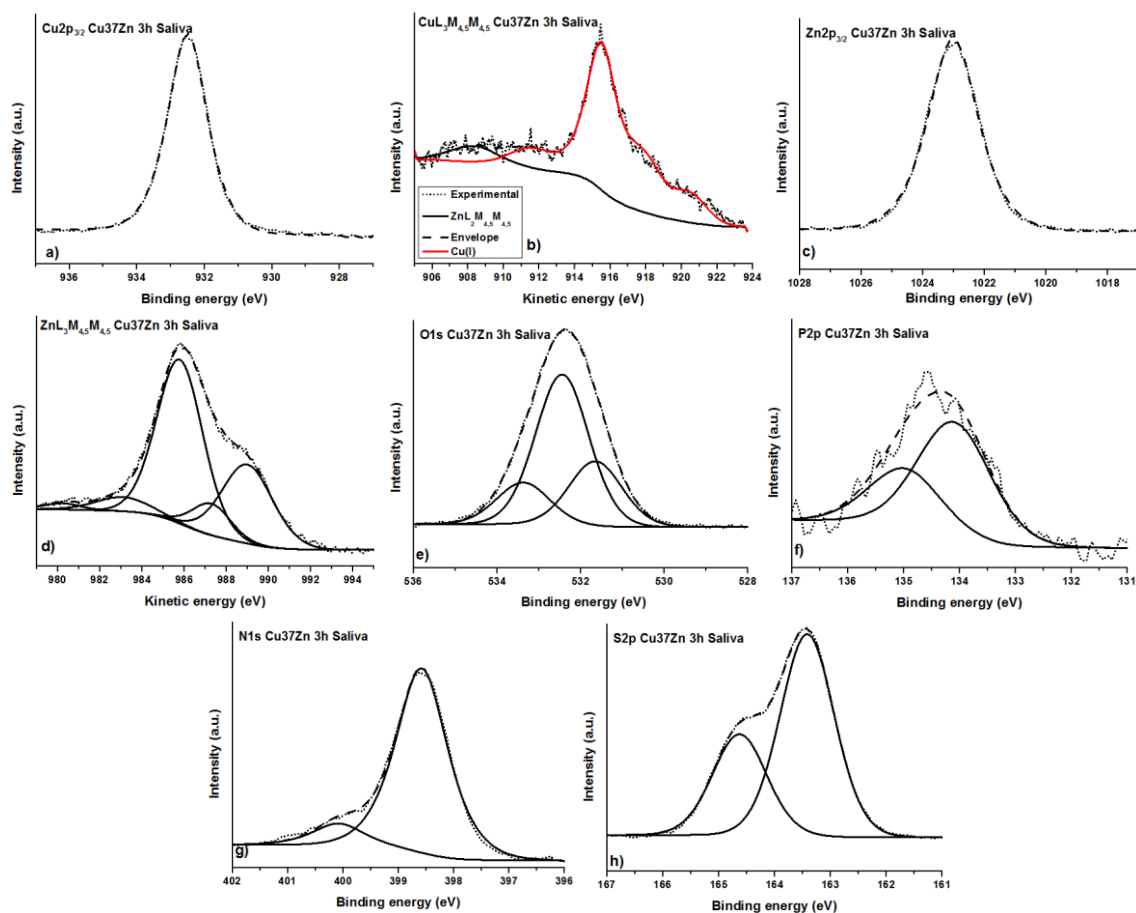 Cu2p3/2 Cu37Zn 3h Saliva
Intensity (a.u.)
a)
936 934 932 930 928
Binding energy (eV)
CuL3M4,5M4,5 Cu37Zn 3h Saliva
Intensity (a.u.)
Experimental
ZnL2M4,5M4,5
Envelope
Cu(I)
b)
906 908 910 912 914 916 918 920 922 924
Kinetic energy (eV)
Zn2p3/2 Cu37Zn 3h Saliva
Intensity (a.u.)
c)
1028 1026 1024 1022 1020 1018
Binding energy (eV)
ZnL3M4,5M4,5 Cu37Zn 3h Saliva
Intensity (a.u.)
d)
980 982 984 986 988 990 992 994
Kinetic energy (eV)
O1s Cu37Zn 3h Saliva
Intensity (a.u.)
e)
536 534 532 530 528
Binding energy (eV)
P2p Cu37Zn 3h Saliva
Intensity (a.u.)
f)
137 136 135 134 133 132 131
Binding energy (eV)
N1s Cu37Zn 3h Saliva
Intensity (a.u.)
g)
402 401 400 399 398 397 396
Binding energy (eV)
S2p Cu37Zn 3h Saliva
Intensity (a.u.)
h)
167 166 165 164 163 162 161
Binding energy (eV)